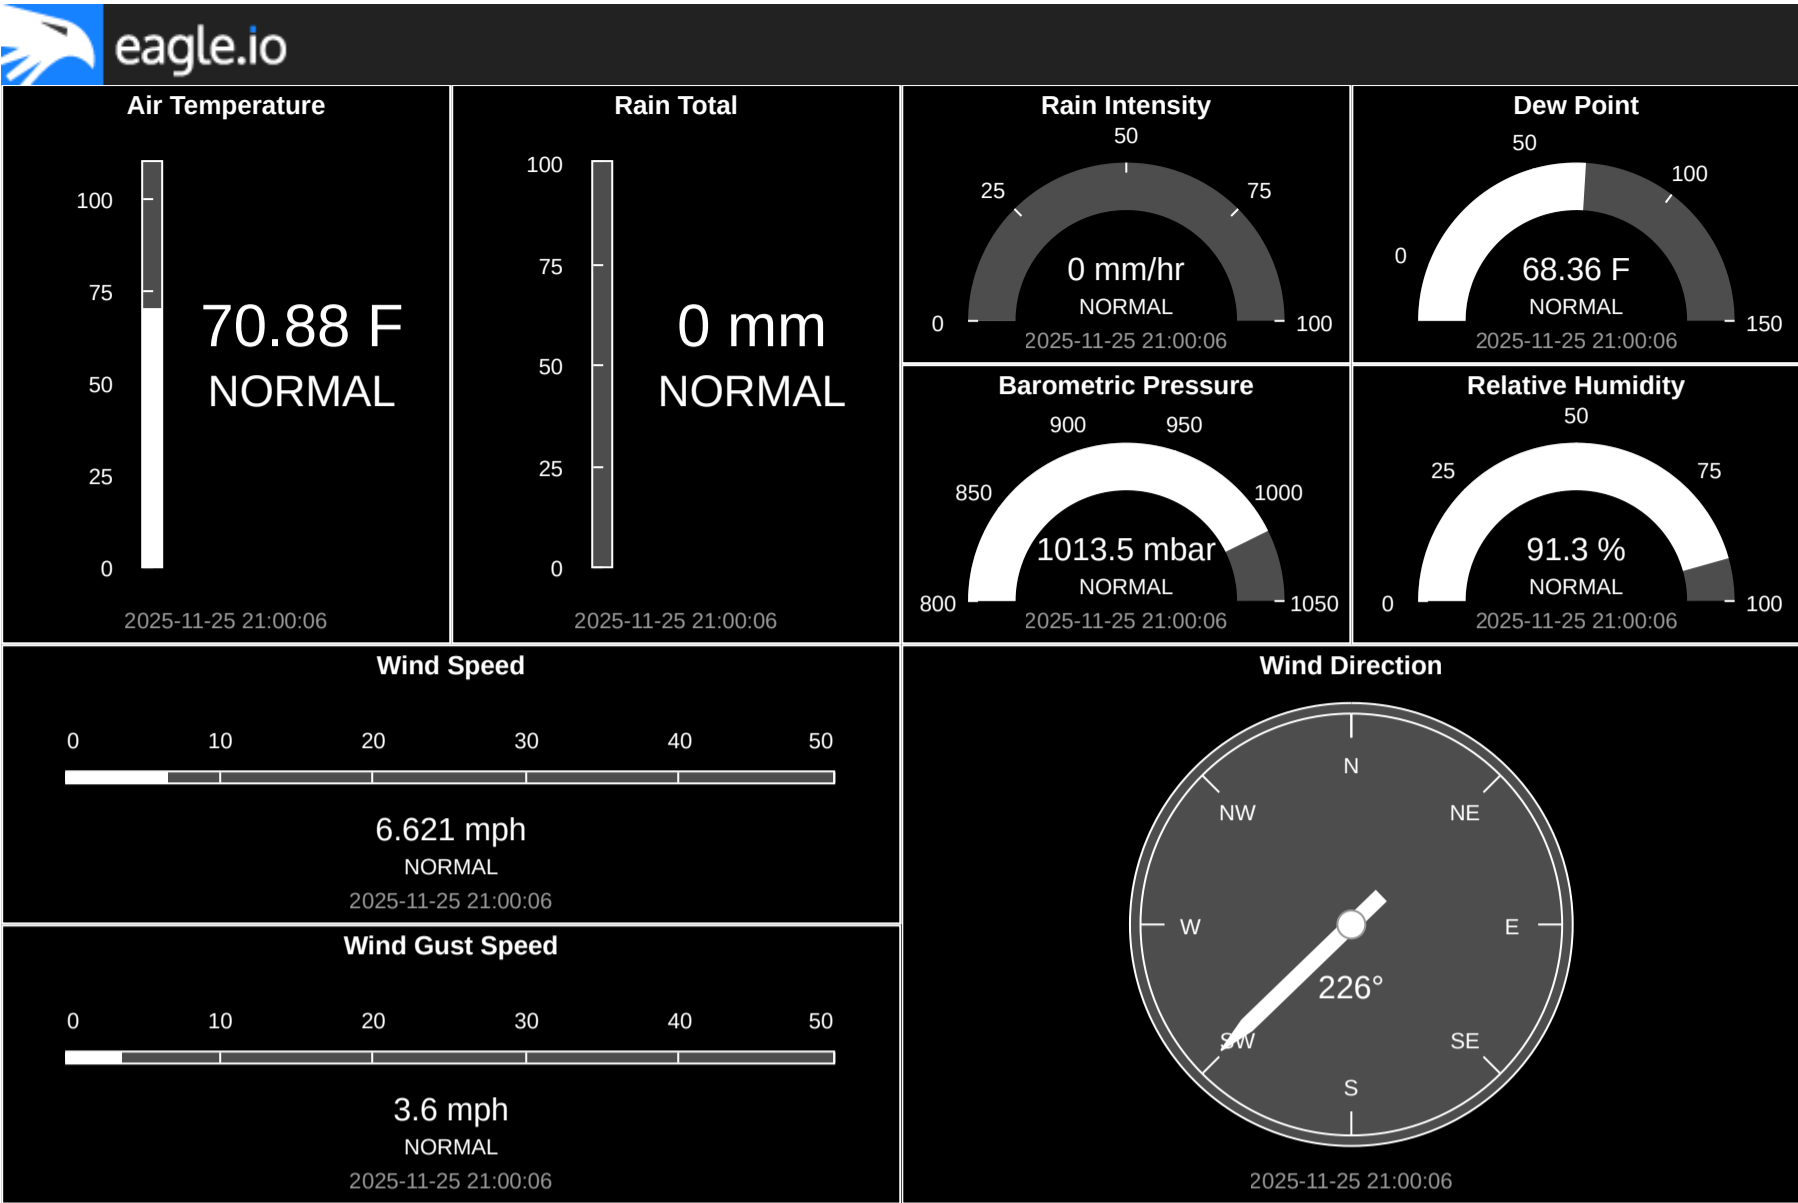 eagle.io
Air Temperature
100
75
50
25
0
70.88 F
NORMAL
2025-11-25 21:00:06
Rain Total
100
75
50
25
0
0 mm
NORMAL
2025-11-25 21:00:06
Rain Intensity
0
25
50
75
100
0 mm/hr
NORMAL
2025-11-25 21:00:06
Dew Point
0
50
100
150
68.36 F
NORMAL
2025-11-25 21:00:06
Barometric Pressure
800
850
900
950
1000
1050
1013.5 mbar
NORMAL
2025-11-25 21:00:06
Relative Humidity
0
25
50
75
100
91.3 %
NORMAL
2025-11-25 21:00:06
Wind Speed
0 10 20 30 40 50
6.621 mph
NORMAL
2025-11-25 21:00:06
Wind Gust Speed
0 10 20 30 40 50
3.6 mph
NORMAL
2025-11-25 21:00:06
Wind Direction
N
NW NE
W E
226°
SW SE
S
2025-11-25 21:00:06